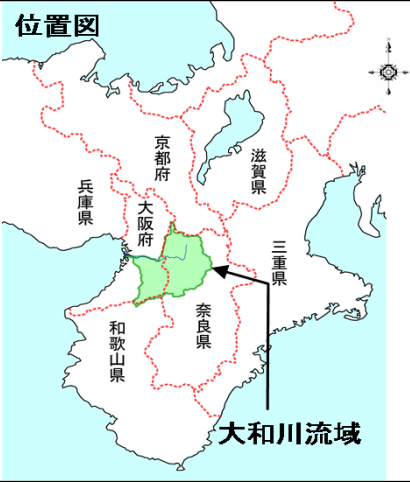 位置図
京都府
滋賀県
兵庫県
大阪府
三重県
奈良県
和歌山県
大和川流域